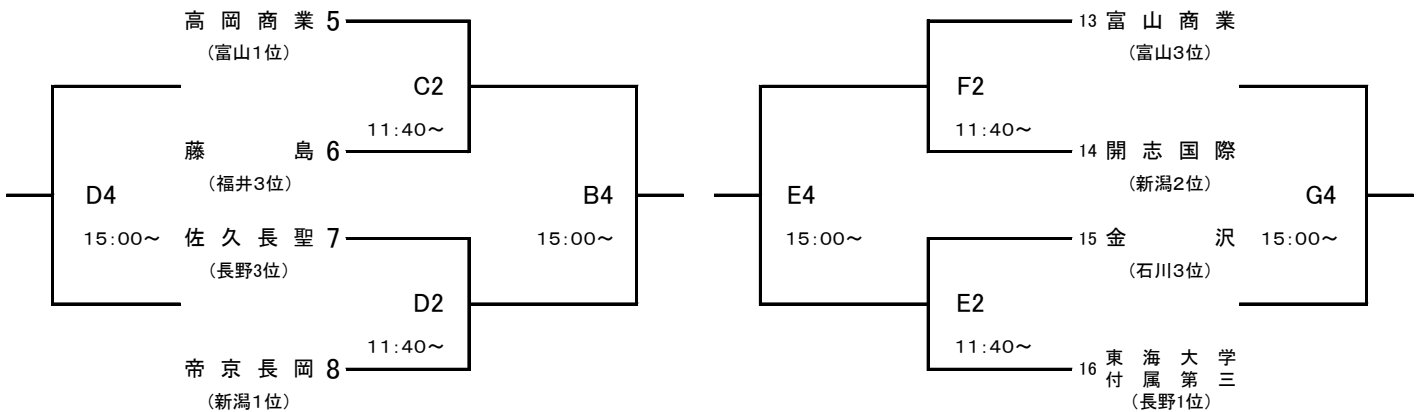 高岡商業 5
（富山1位）
C2
11:40～
藤島 6
（福井3位）
D4
15:00～
B4
15:00～
佐久長聖 7
（長野3位）
D2
11:40～
帝京長岡 8
（新潟1位）
13 富山商業
（富山3位）
F2
11:40～
14 開志国際
（新潟2位）
E4
15:00～
G4
15:00～
15 金沢
（石川3位）
E2
11:40～
16 東海大学
付属第三
（長野1位）